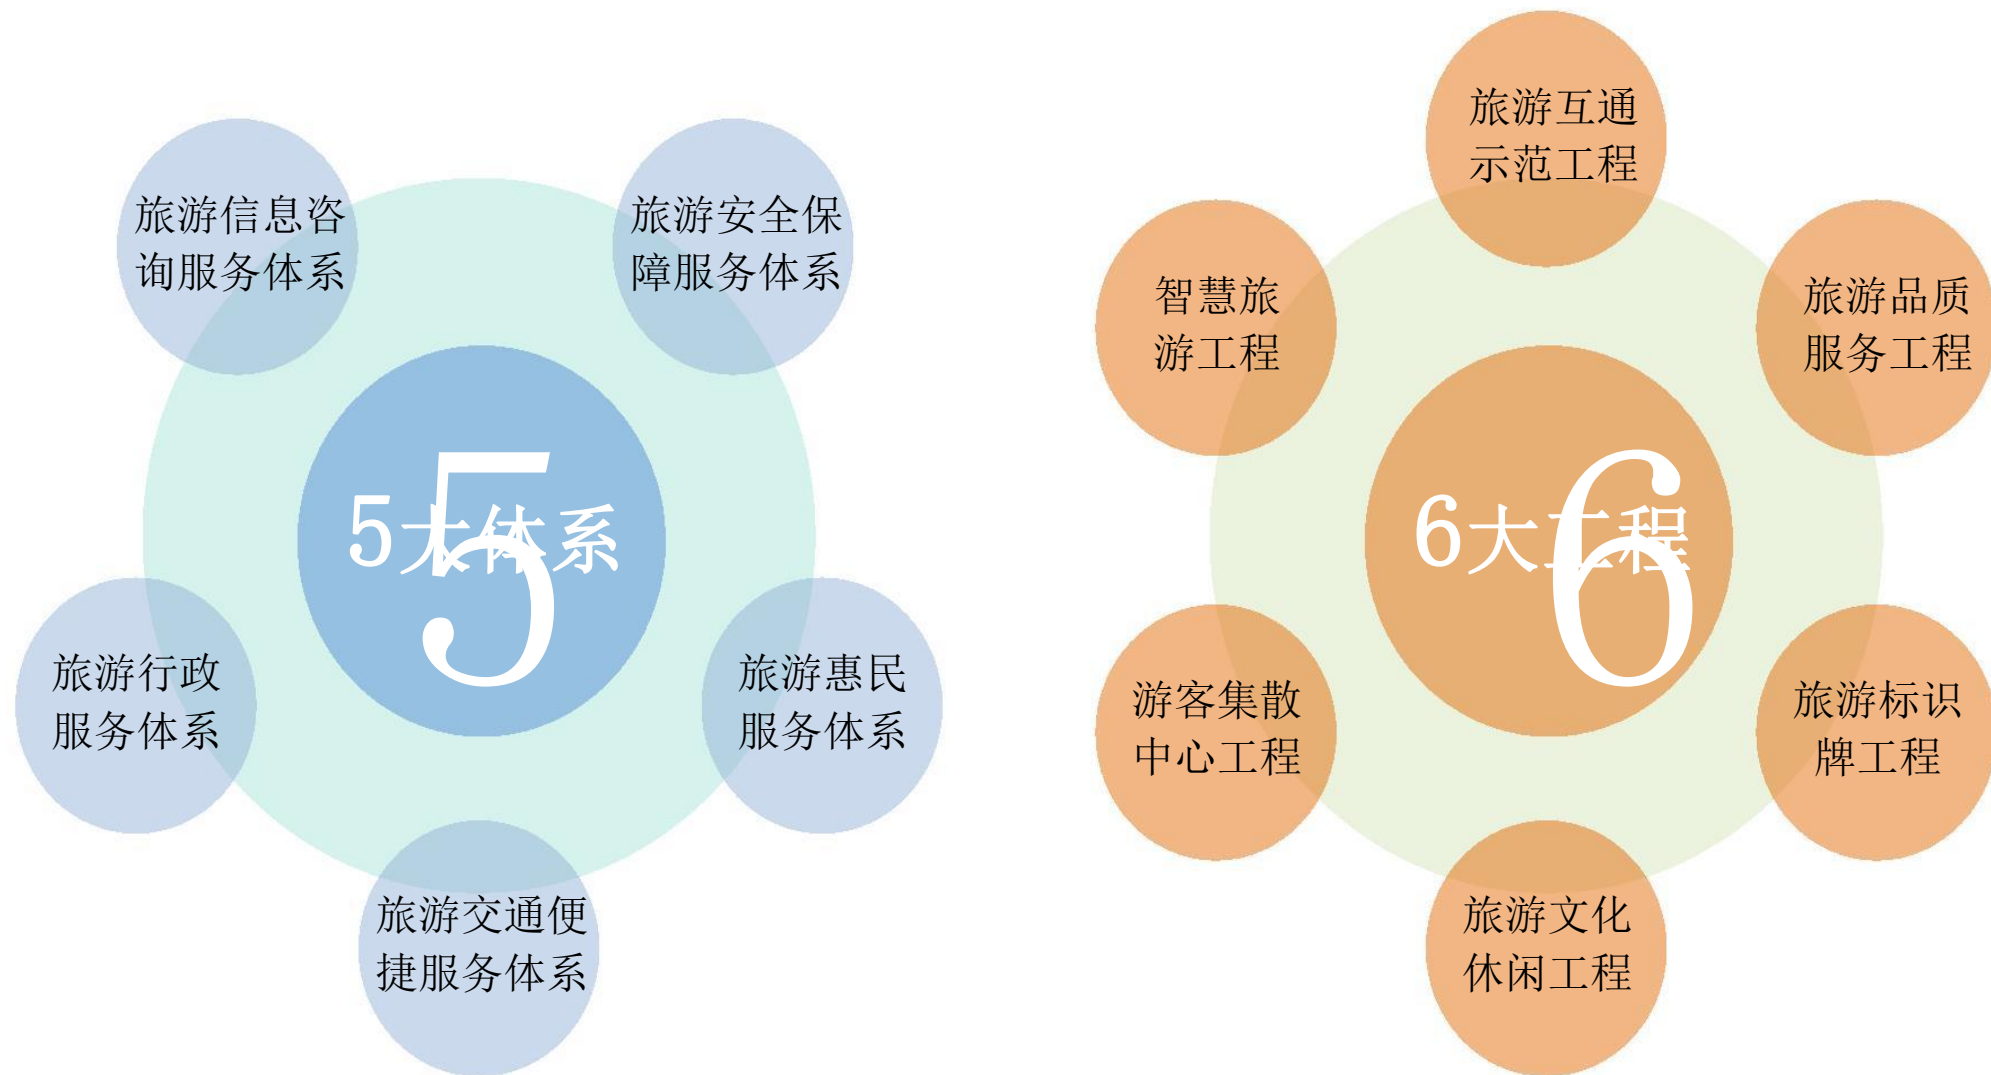 旅游信息咨
询服务体系
旅游安全保
障服务体系
5
5大体系
旅游行政
服务体系
旅游惠民
服务体系
旅游交通便
捷服务体系
旅游互通
示范工程
智慧旅
游工程
旅游品质
服务工程
6
6大工程
游客集散
中心工程
旅游标识
牌工程
旅游文化
休闲工程